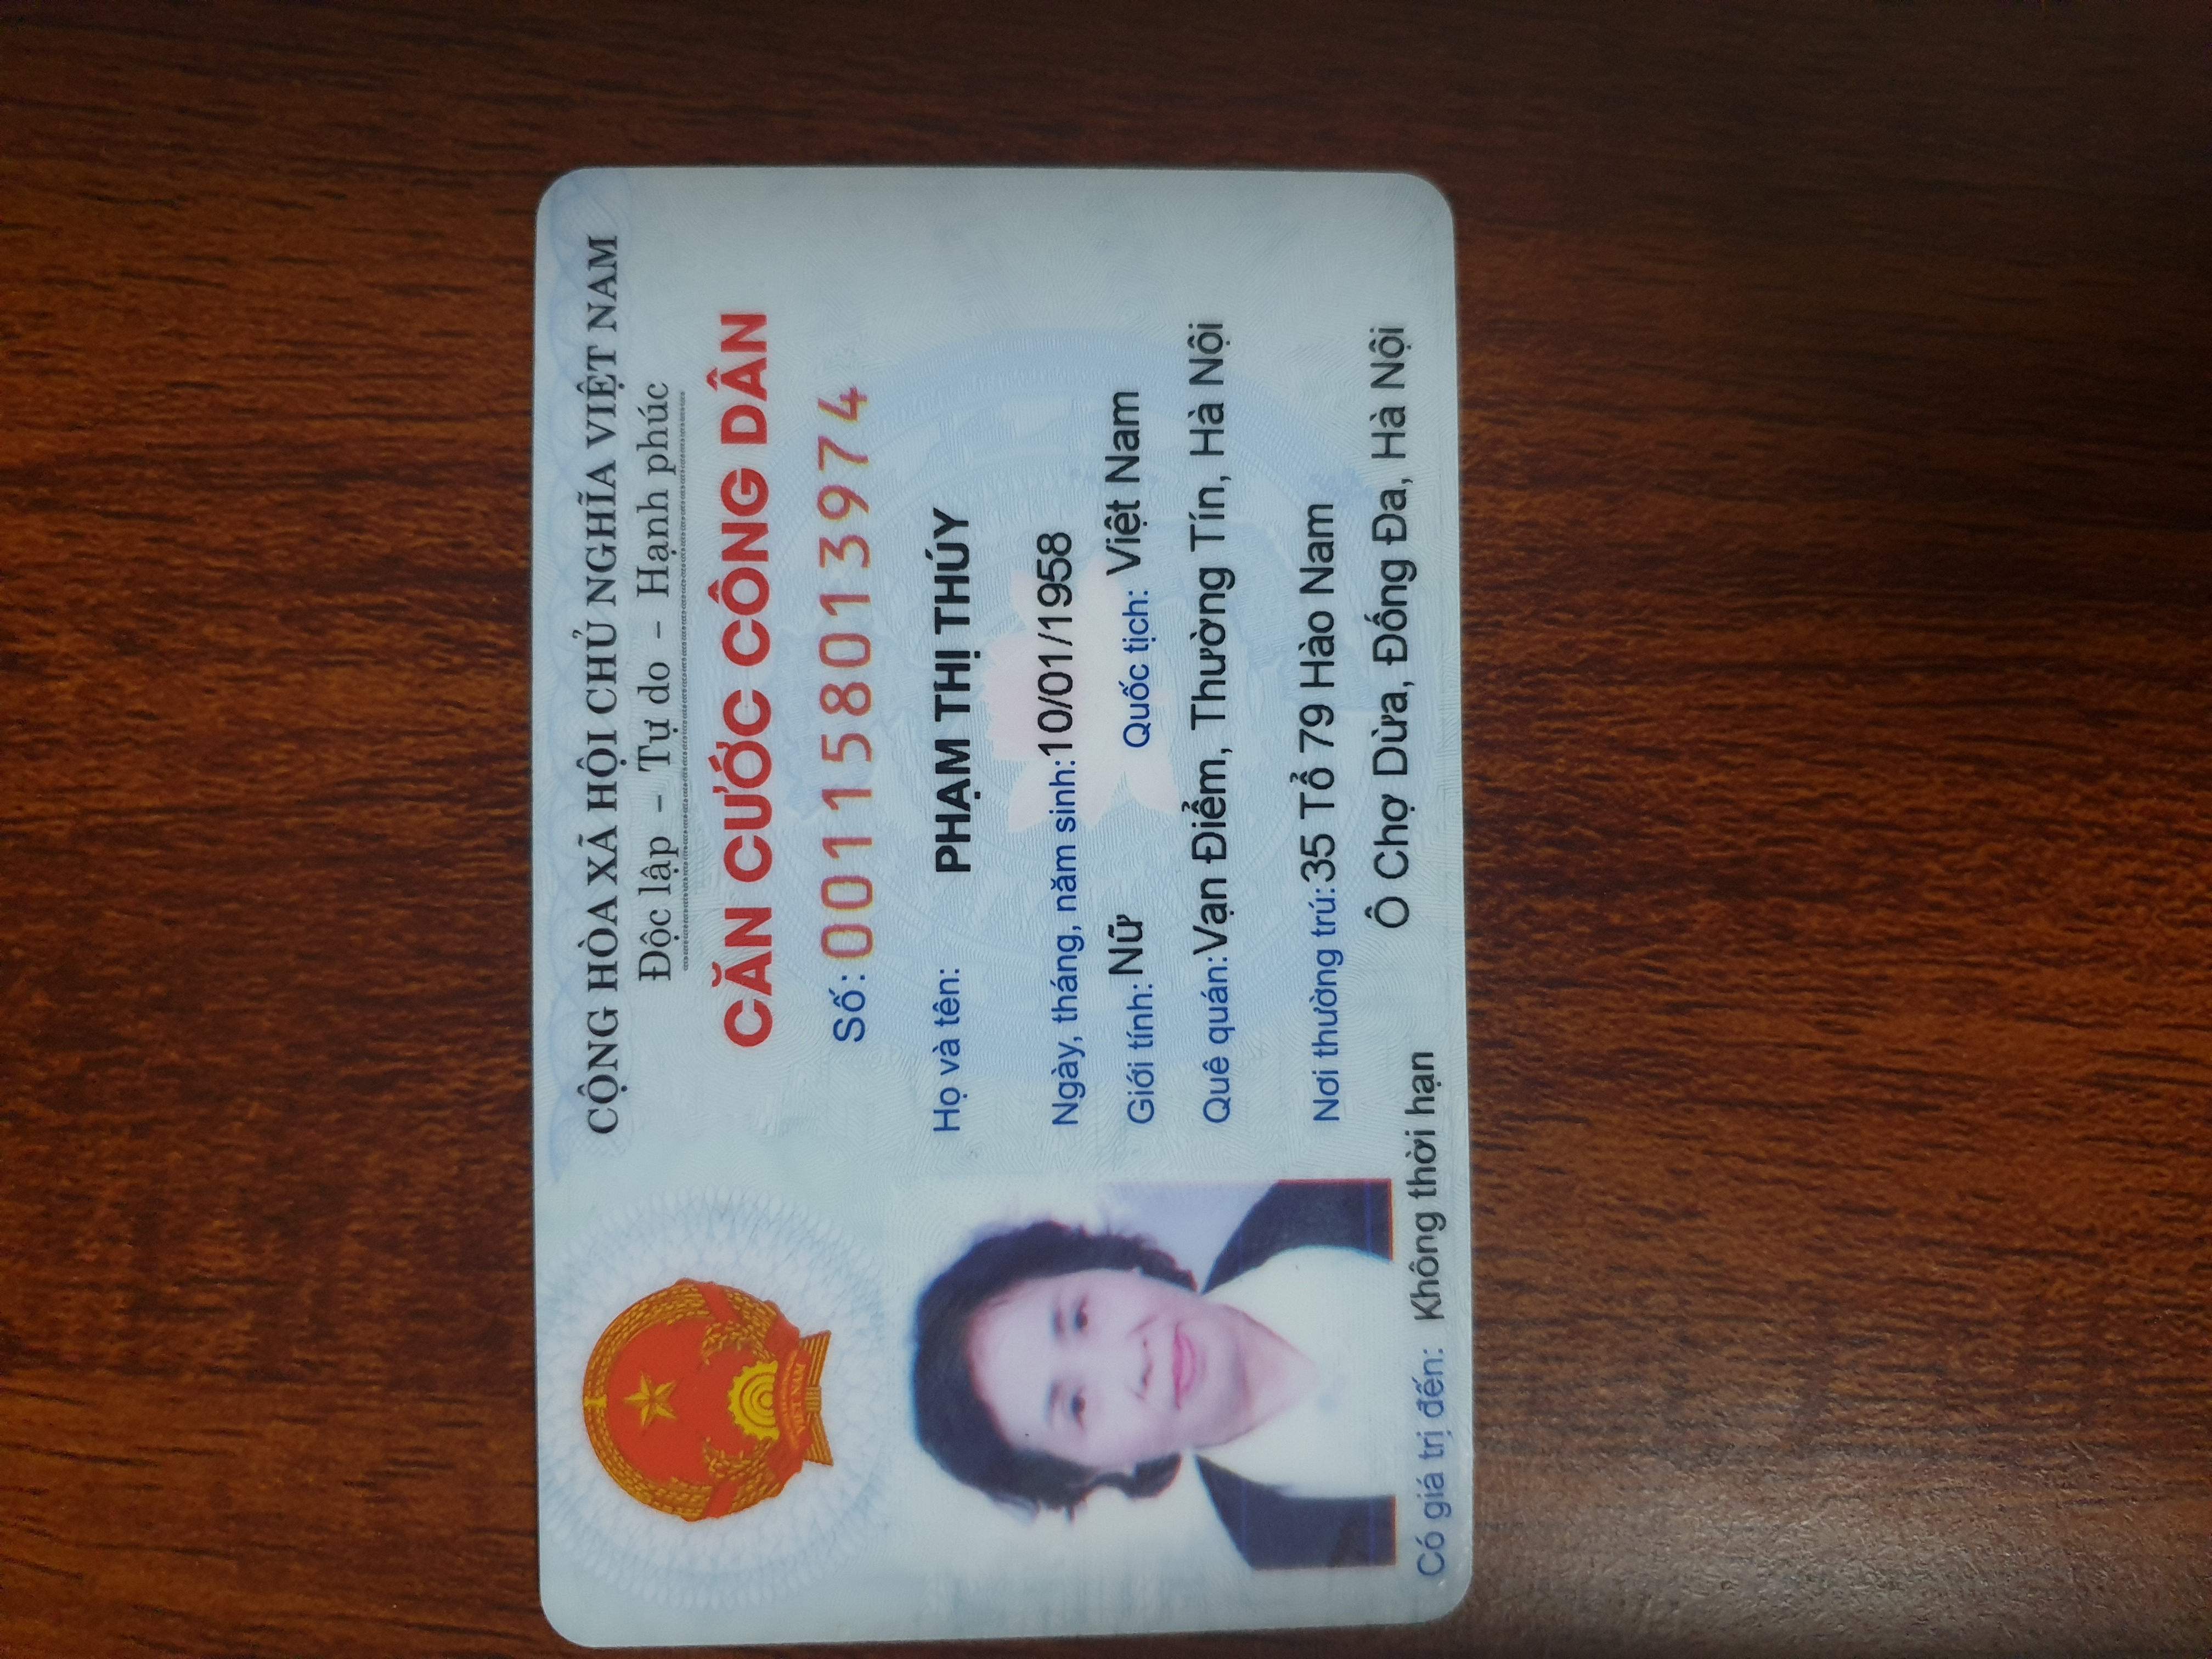 CỘNG HÒA XÃ HỘI CHỦ NGHĨA VIỆT NAM
Độc lập – Tự do – Hạnh phúc
CĂN CƯỚC CÔNG DÂN
Số: 001158013974
Họ và tên: PHẠM THỊ THÚY
Ngày, tháng, năm sinh: 10/01/1958
Giới tính: Nữ Quốc tịch: Việt Nam
Quê quán: Vạn Điểm, Thường Tín, Hà Nội
Nơi thường trú: 35 Tổ 79 Hào Nam
Ô Chợ Dừa, Đống Đa, Hà Nội
Có giá trị đến: Không thời hạn
VIỆT NAM